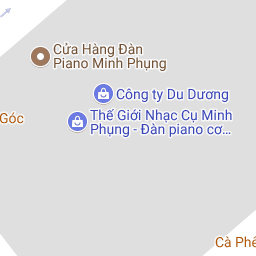 Cửa Hàng Đàn
Piano Minh Phụng
Công ty Du Dương
Thế Giới Nhạc Cụ Minh
Phụng - Đàn piano cơ...
Góc
Cà Phê